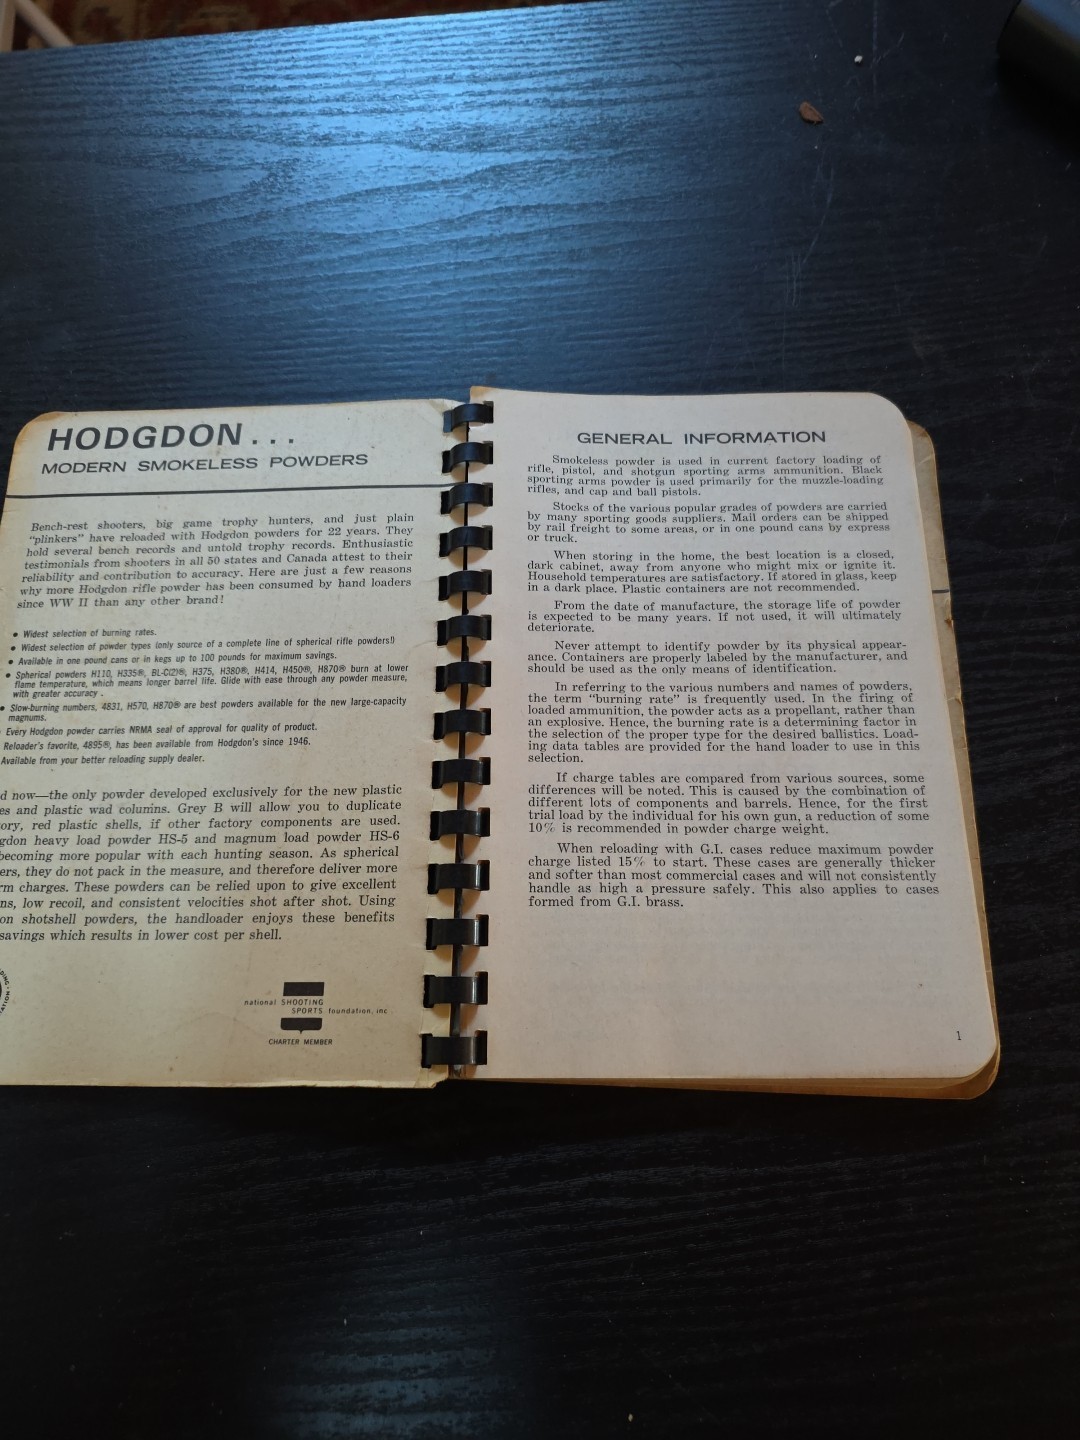 HODGDON...
MODERN SMOKELESS POWDERS
Bench-rest shooters, big game trophy hunters, and just plain
"plinkers" have reloaded with Hodgdon powders for 22 years. They
hold several bench records and untold trophy records. Enthusiastic
testimonials from shooters in all 50 states and Canada attest to their
reliability and contribution to accuracy. Here are just a few reasons
why more Hodgdon rifle powder has been consumed by hand loaders
since WW II than any other brand!
• Widest selection of burning rates.
• Widest selection of powder types (only source of a complete line of spherical rifle powders!)
• Available in one pound cans or in kegs up to 100 pounds for maximum savings.
• Spherical powders H110, H335®, BL-C(2)®, H375, H380®, H414, H450®, H870® burn at lower
flame temperature, which means longer barrel life. Glide with ease through any powder measure,
with greater accuracy.
• Slow-burning numbers, 4831, H570, H870® are best powders available for the new large-capacity
magnums.
Every Hodgdon powder carries NRMA seal of approval for quality of product.
Reloader's favorite, 4895®, has been available from Hodgdon's since 1946.
Available from your better reloading supply dealer.
d now—the only powder developed exclusively for the new plastic
es and plastic wad columns. Grey B will allow you to duplicate
ory, red plastic shells, if other factory components are used.
gdon heavy load powder HS-5 and magnum load powder HS-6
becoming more popular with each hunting season. As spherical
ers, they do not pack in the measure, and therefore deliver more
rm charges. These powders can be relied upon to give excellent
ns, low recoil, and consistent velocities shot after shot. Using
on shotshell powders, the handloader enjoys these benefits
savings which results in lower cost per shell.
national SHOOTING
SPORTS foundation, inc
CHARTER MEMBER
GENERAL INFORMATION
Smokeless powder is used in current factory loading of
rifle, pistol, and shotgun sporting arms ammunition. Black
sporting arms powder is used primarily for the muzzle-loading
rifles, and cap and ball pistols.
Stocks of the various popular grades of powders are carried
by many sporting goods suppliers. Mail orders can be shipped
by rail freight to some areas, or in one pound cans by express
or truck.
When storing in the home, the best location is a closed,
dark cabinet, away from anyone who might mix or ignite it.
Household temperatures are satisfactory. If stored in glass, keep
in a dark place. Plastic containers are not recommended.
From the date of manufacture, the storage life of powder
is expected to be many years. If not used, it will ultimately
deteriorate.
Never attempt to identify powder by its physical appear-
ance. Containers are properly labeled by the manufacturer, and
should be used as the only means of identification.
In referring to the various numbers and names of powders,
the term "burning rate" is frequently used. In the firing of
loaded ammunition, the powder acts as a propellant, rather than
an explosive. Hence, the burning rate is a determining factor in
the selection of the proper type for the desired ballistics. Load-
ing data tables are provided for the hand loader to use in this
selection.
If charge tables are compared from various sources, some
differences will be noted. This is caused by the combination of
different lots of components and barrels. Hence, for the first
trial load by the individual for his own gun, a reduction of some
10% is recommended in powder charge weight.
When reloading with G.I. cases reduce maximum powder
charge listed 15% to start. These cases are generally thicker
and softer than most commercial cases and will not consistently
handle as high a pressure safely. This also applies to cases
formed from G.I. brass.
1